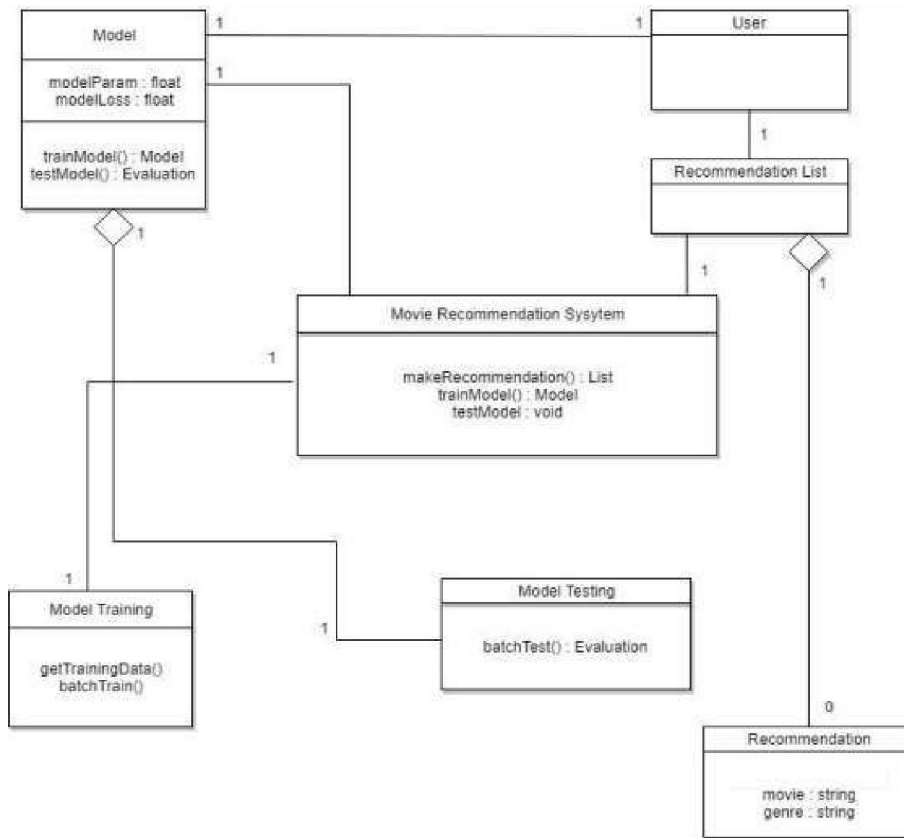 1
1
Model
User
modelParam : float
modelLoss : float
1
trainModel() : Model
testModel() : Evaluation
1
Recommendation List
1
1
1
Movie Recommendation Sysytem
makeRecommendation() : List
trainModel() : Model
testModel : void
1
1
Model Training
getTrainingData()
batchTrain()
1
Model Testing
batchTest() : Evaluation
0
Recommendation
movie : string
genre : string